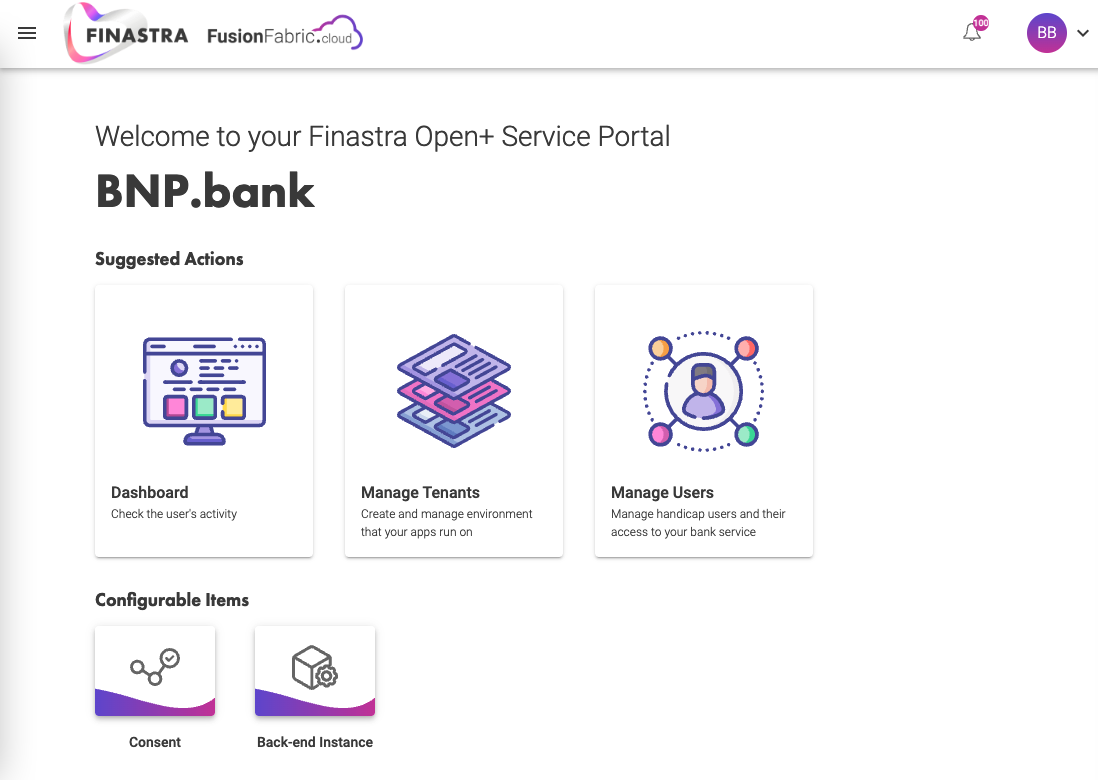 FINASTRA FusionFabric.cloud
100
BB
Welcome to your Finastra Open+ Service Portal
BNP.bank
Suggested Actions
Dashboard
Check the user's activity
Manage Tenants
Create and manage environment
that your apps run on
Manage Users
Manage handicap users and their
access to your bank service
Configurable Items
Consent
Back-end Instance